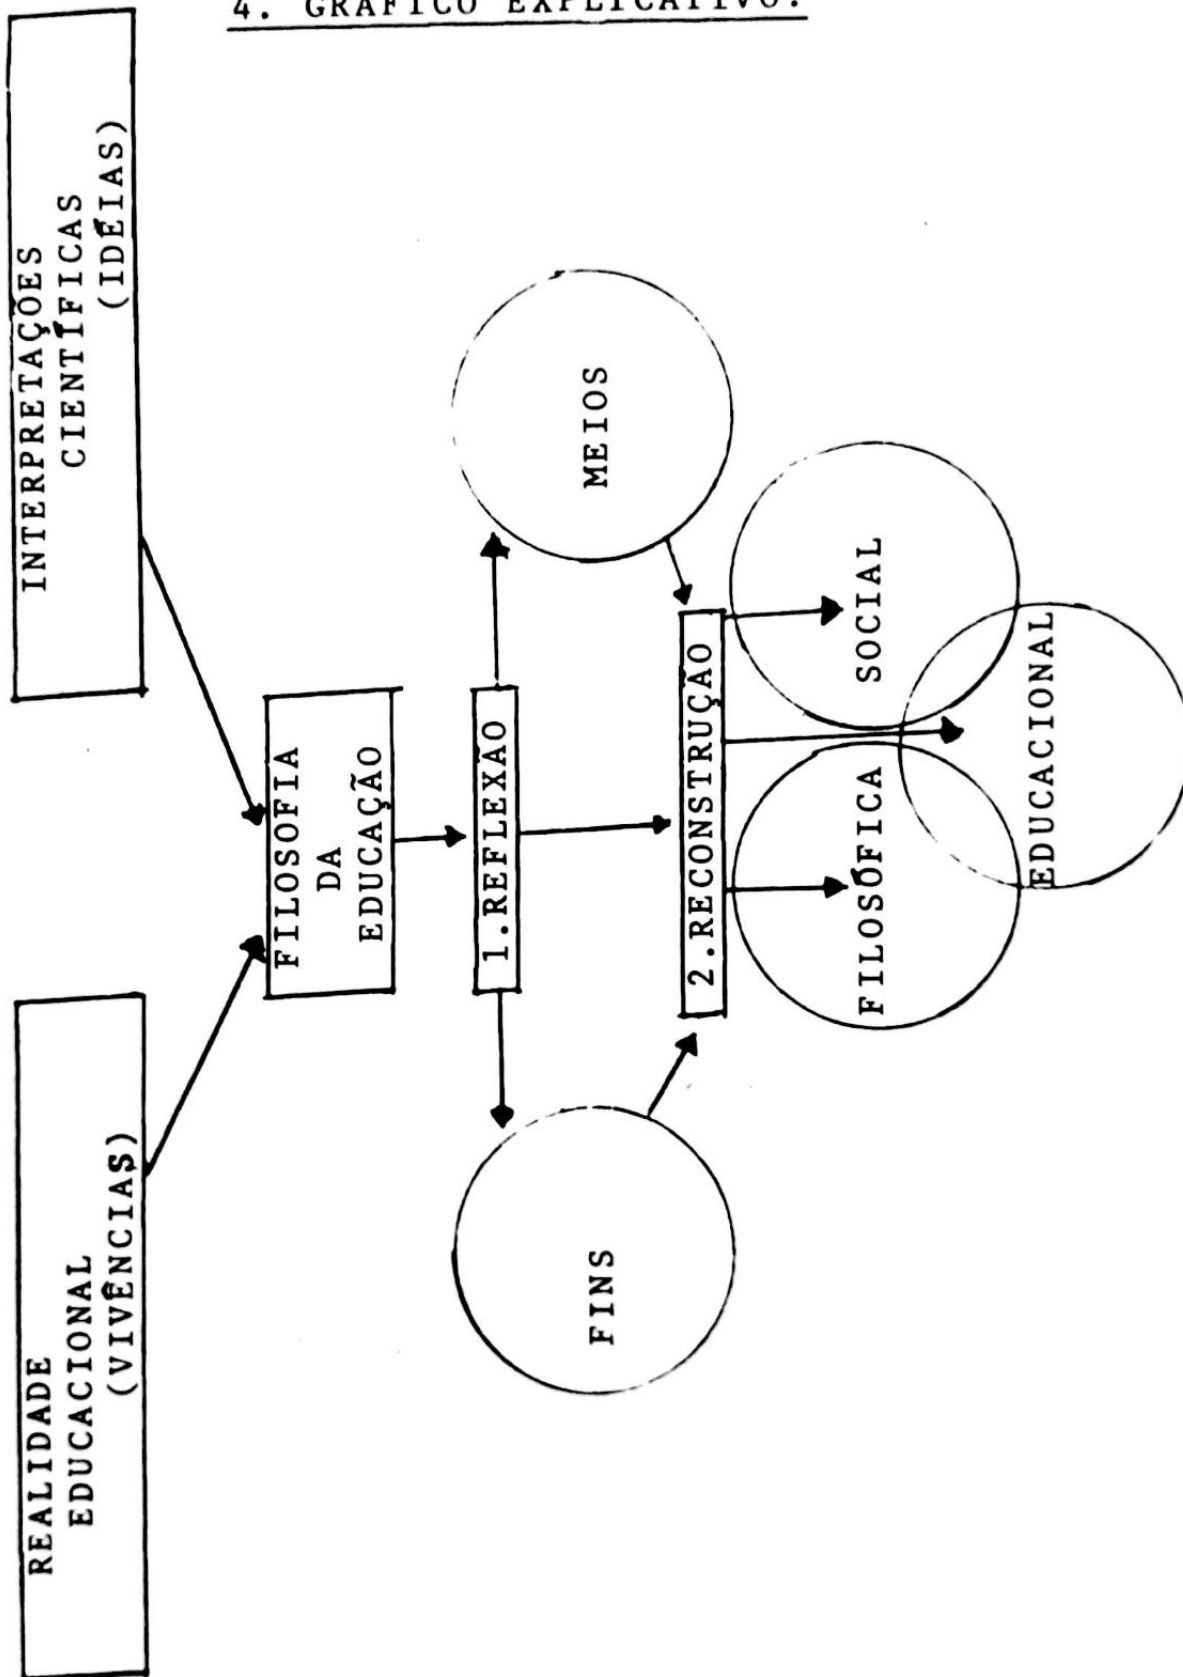 4. GRÁFICO EXPLICATIVO.
REALIDADE
EDUCACIONAL
(VIVÊNCIAS)
INTERPRETAÇÕES
CIENTÍFICAS
(IDÉIAS)
FILOSOFIA
DA
EDUCAÇÃO
1.REFLEXÃO
FINS
MEIOS
2.RECONSTRUÇÃO
FILOSÓFICA
SOCIAL
EDUCACIONAL